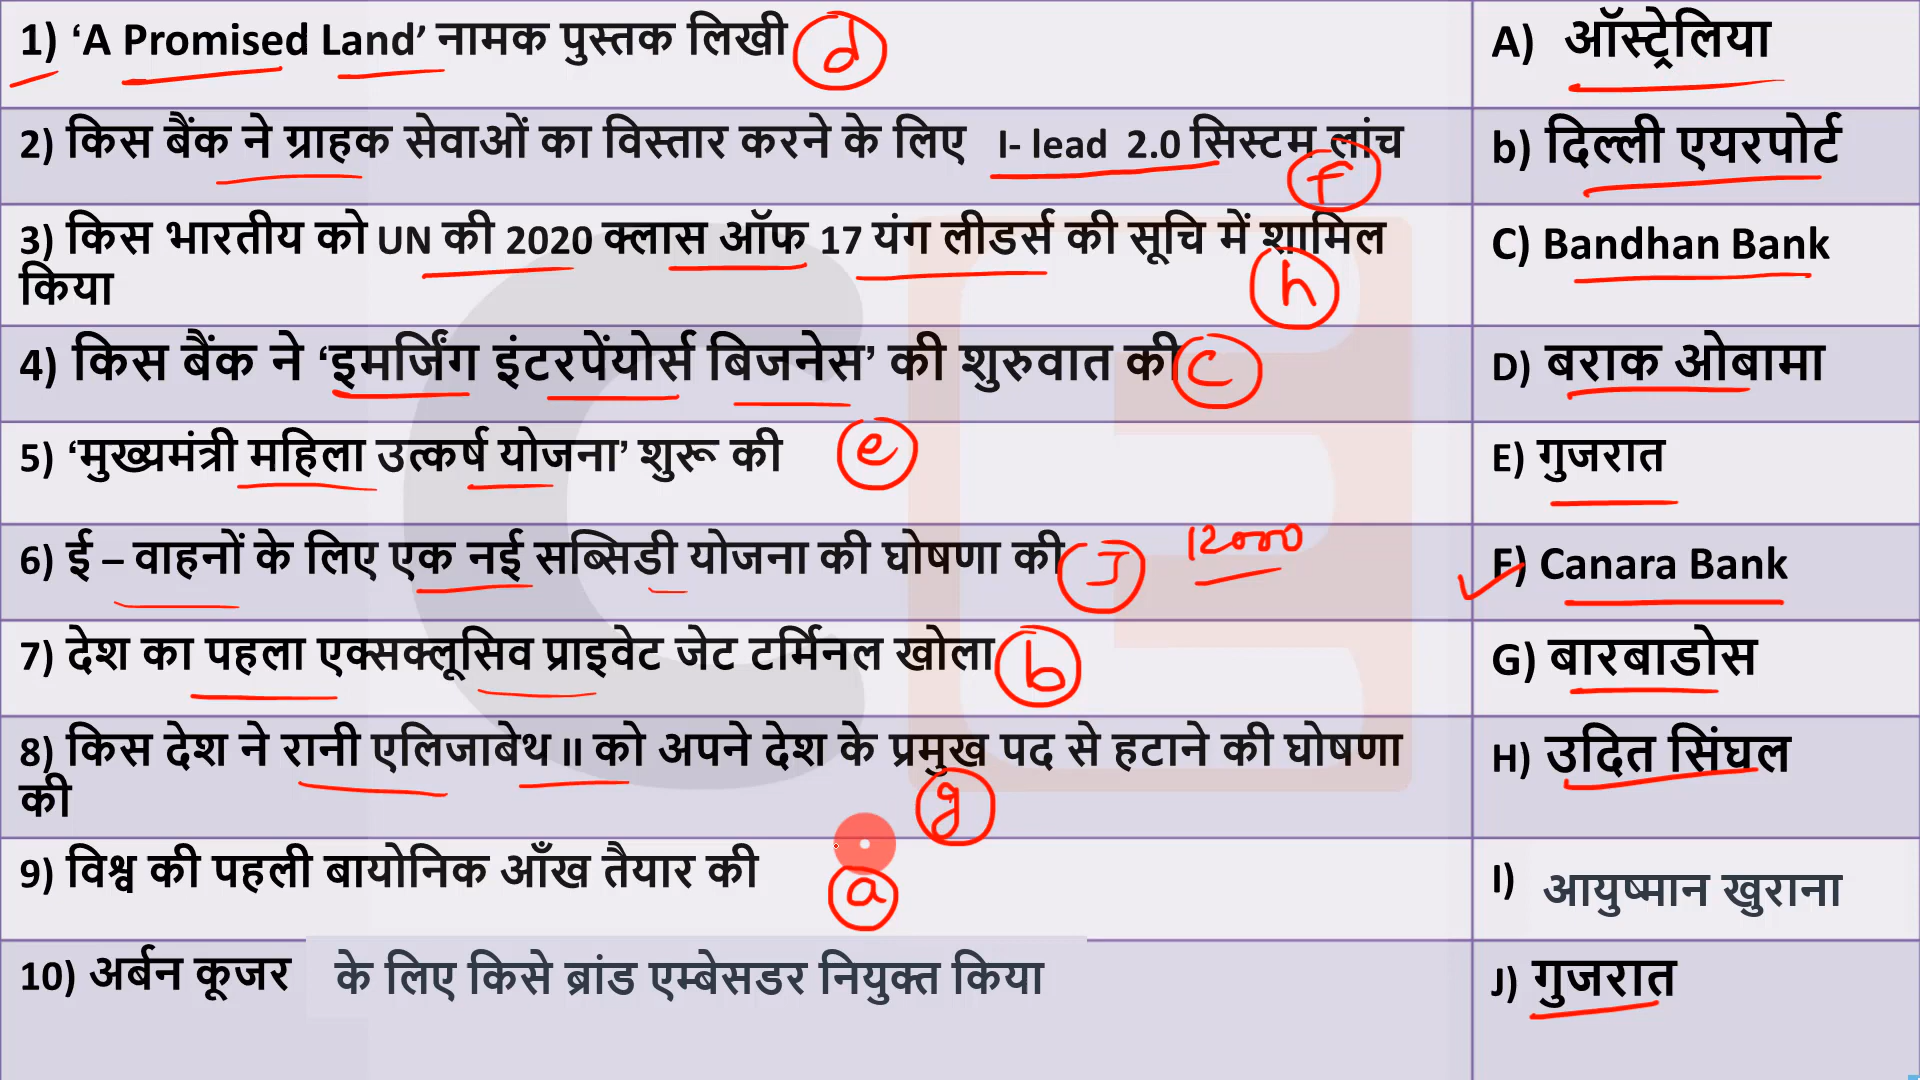 1) ‘A Promised Land’ नामक पुस्तक लिखी d
A) ऑस्ट्रेलिया
2) किस बैंक ने ग्राहक सेवाओं का विस्तार करने के लिए I- lead 2.0 सिस्टम लांच f
b) दिल्ली एयरपोर्ट
3) किस भारतीय को UN की 2020 क्लास ऑफ 17 यंग लीडर्स की सूचि में शामिल
किया h
C) Bandhan Bank
4) किस बैंक ने ‘इमर्जिंग इंटरपेंयोर्स बिजनेस’ की शुरुवात की c
D) बराक ओबामा
5) ‘मुख्यमंत्री महिला उत्कर्ष योजना’ शुरू की e
E) गुजरात
6) ई – वाहनों के लिए एक नई सब्सिडी योजना की घोषणा की J 12000
F) Canara Bank
7) देश का पहला एक्सक्लूसिव प्राइवेट जेट टर्मिनल खोला b
G) बारबाडोस
8) किस देश ने रानी एलिजाबेथ II को अपने देश के प्रमुख पद से हटाने की घोषणा
की g
H) उदित सिंघल
9) विश्व की पहली बायोनिक आँख तैयार की a
I) आयुष्मान खुराना
10) अर्बन कूजर के लिए किसे ब्रांड एम्बेसडर नियुक्त किया
J) गुजरात